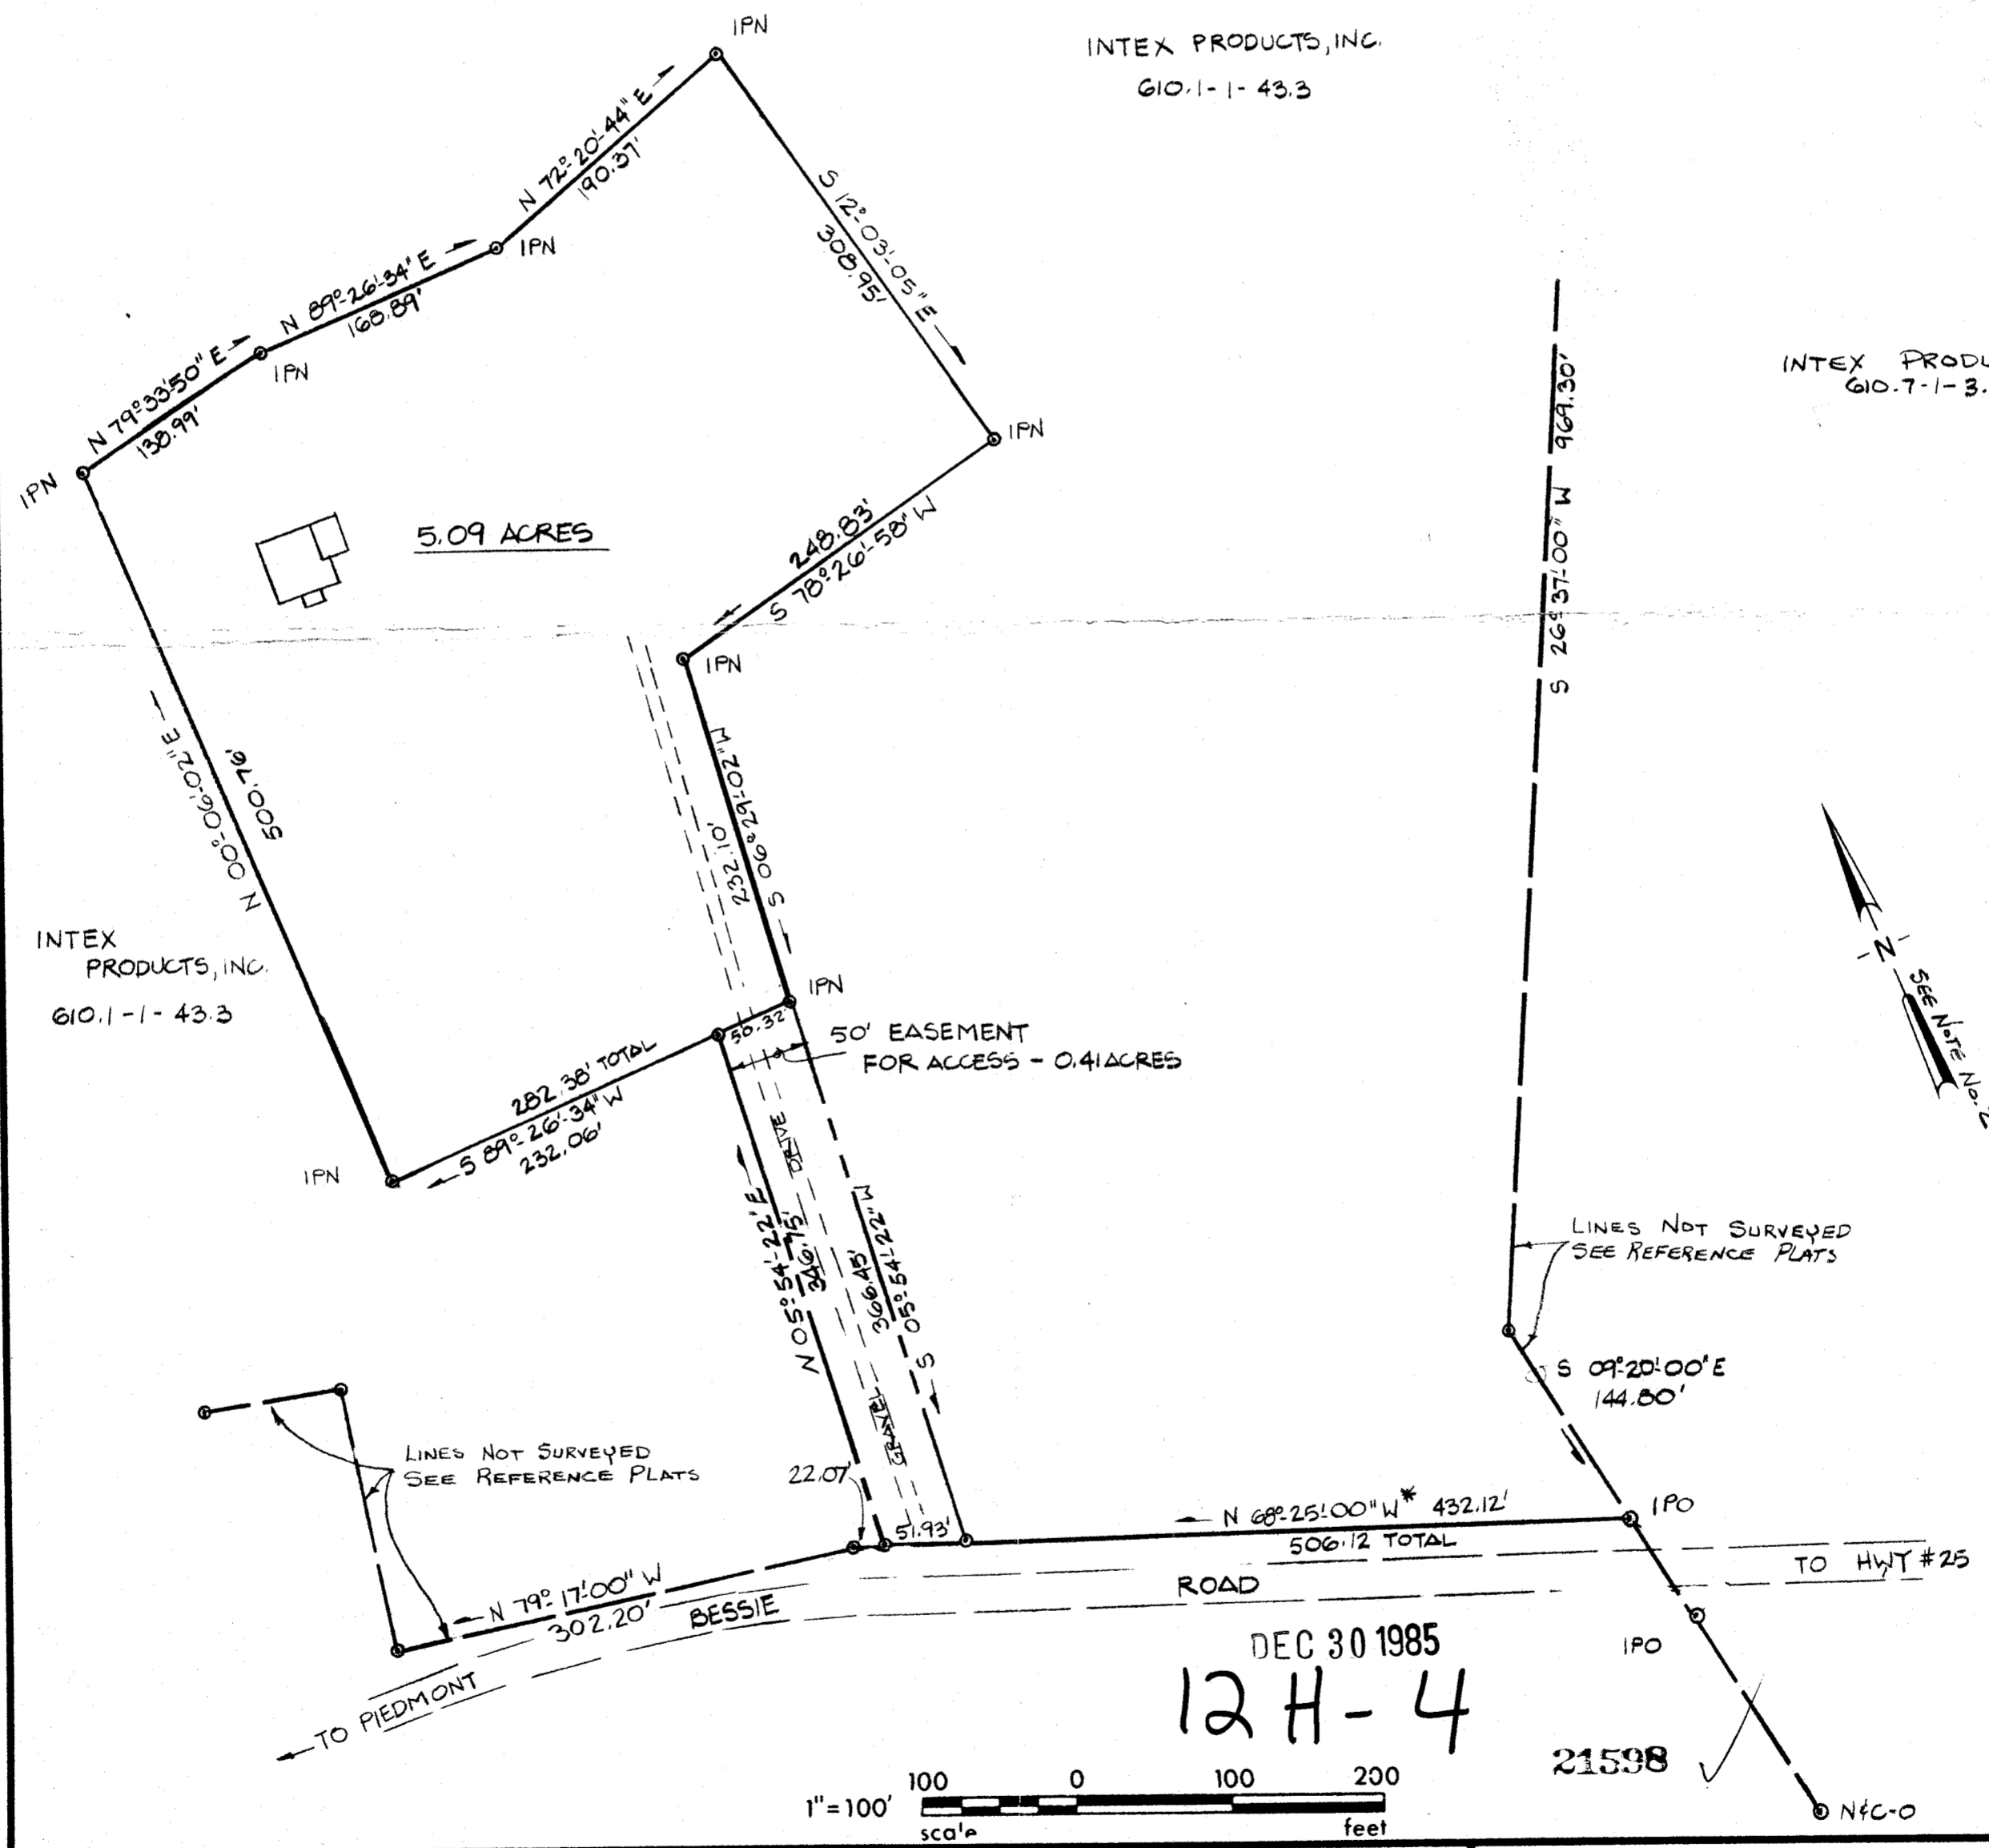 IPN
INTEX PRODUCTS, INC.
610.1-1-43.3
N 72°-20'-44" E
190.37'
IPN
S 12°-03'-05" E
308.95'
N 89°-26'-34" E
168.89'
IPN
N 79°33'50" E
138.99'
IPN
IPN
INTEX PRODU
610.7-1-3.
S 26°37'-00" W 969.30'
5.09 ACRES
248.83'
S 78°-26'-58" W
IPN
S 06°-29'-02" W
232.10'
N 00°-06'-02" E
500.76'
INTEX
PRODUCTS, INC.
610.1-1-43.3
IPN
50.32'
50' EASEMENT
FOR ACCESS - 0.41 ACRES
N
SEE NOTE NO. 2
282.38' TOTAL
S 89°-26'-34" W
232.06'
IPN
GRAVEL DRIVE
N 05°-54'-22" E
346.75'
366.45'
S 05°-54'-22" W
LINES NOT SURVEYED
SEE REFERENCE PLATS
S 09°-20'-00" E
144.80'
LINES NOT SURVEYED
SEE REFERENCE PLATS
22.07'
51.93'
N 68°-25'-00" W* 432.12'
506.12 TOTAL
IPO
TO HWY #25
N 79°-17'-00" W
302.20'
BESSIE ROAD
TO PIEDMONT
IPO
DEC 30 1985
12 H - 4
21598
N&C-O
100 0 100 200
1"=100'
scale feet